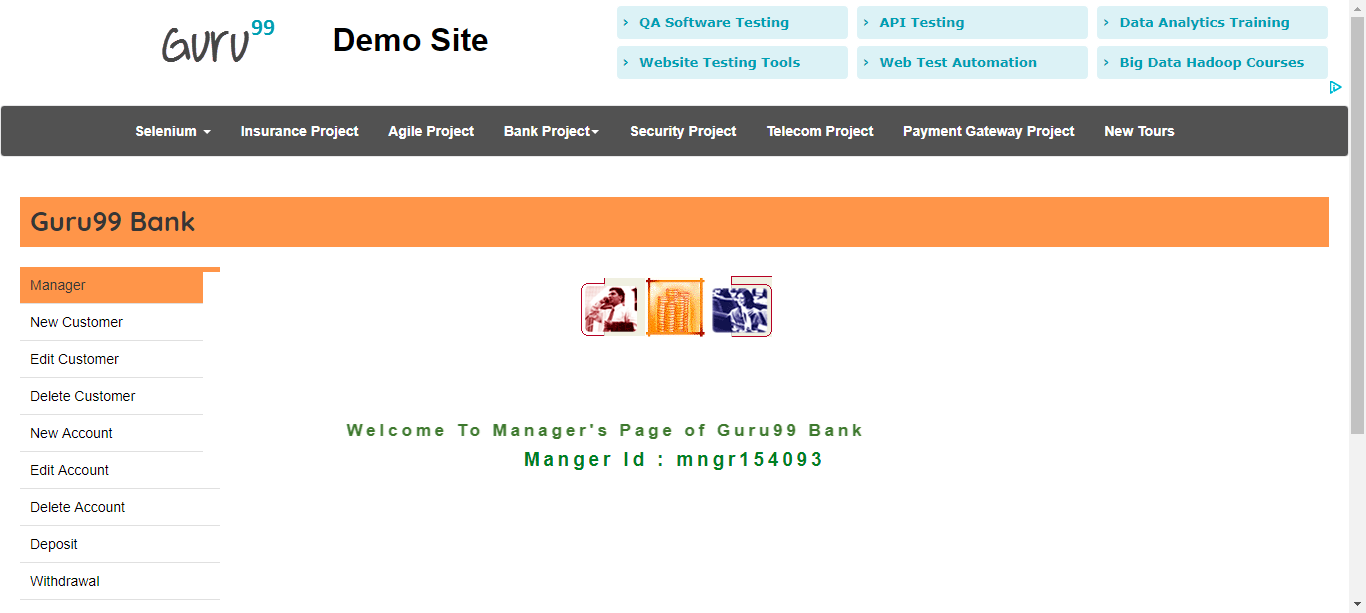 Guru99
Demo Site
› QA Software Testing
› API Testing
› Data Analytics Training
› Website Testing Tools
› Web Test Automation
› Big Data Hadoop Courses
Selenium Insurance Project Agile Project Bank Project Security Project Telecom Project Payment Gateway Project New Tours
Guru99 Bank
Manager
New Customer
Edit Customer
Delete Customer
New Account
Edit Account
Delete Account
Deposit
Withdrawal
Welcome To Manager's Page of Guru99 Bank
Manger Id : mngr154093